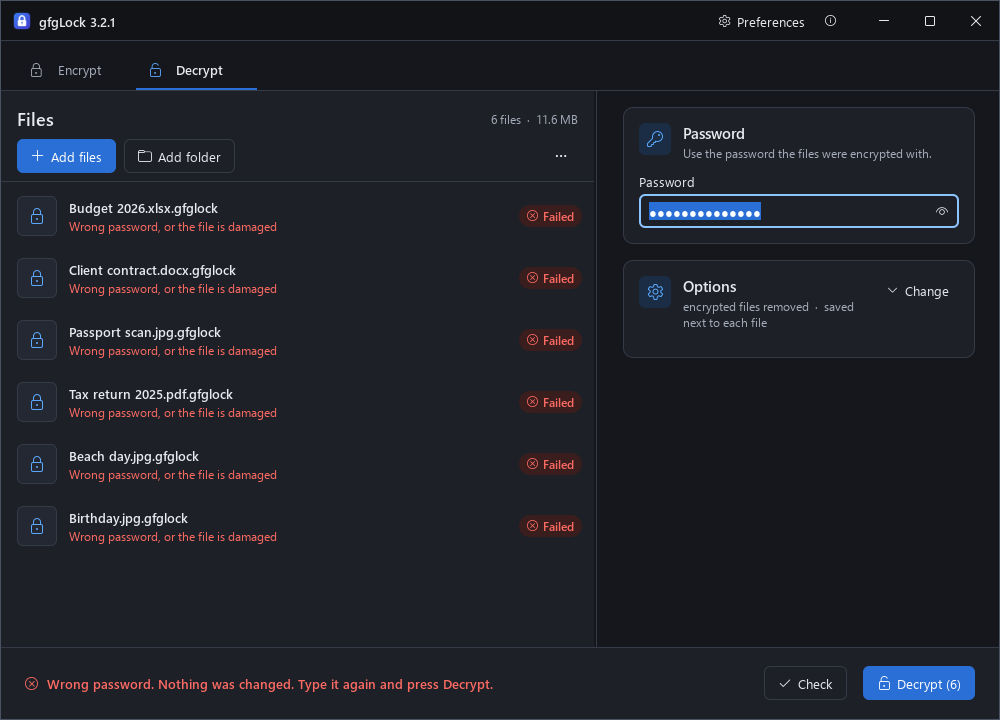 gfgLock 3.2.1
Preferences
Encrypt
Decrypt
Files
6 files · 11.6 MB
Add files
Add folder
Budget 2026.xlsx.gfglock
Wrong password, or the file is damaged
Failed
Client contract.docx.gfglock
Wrong password, or the file is damaged
Failed
Passport scan.jpg.gfglock
Wrong password, or the file is damaged
Failed
Tax return 2025.pdf.gfglock
Wrong password, or the file is damaged
Failed
Beach day.jpg.gfglock
Wrong password, or the file is damaged
Failed
Birthday.jpg.gfglock
Wrong password, or the file is damaged
Failed
Password
Use the password the files were encrypted with.
Password
Options
Change
encrypted files removed · saved
next to each file
Wrong password. Nothing was changed. Type it again and press Decrypt.
Check
Decrypt (6)